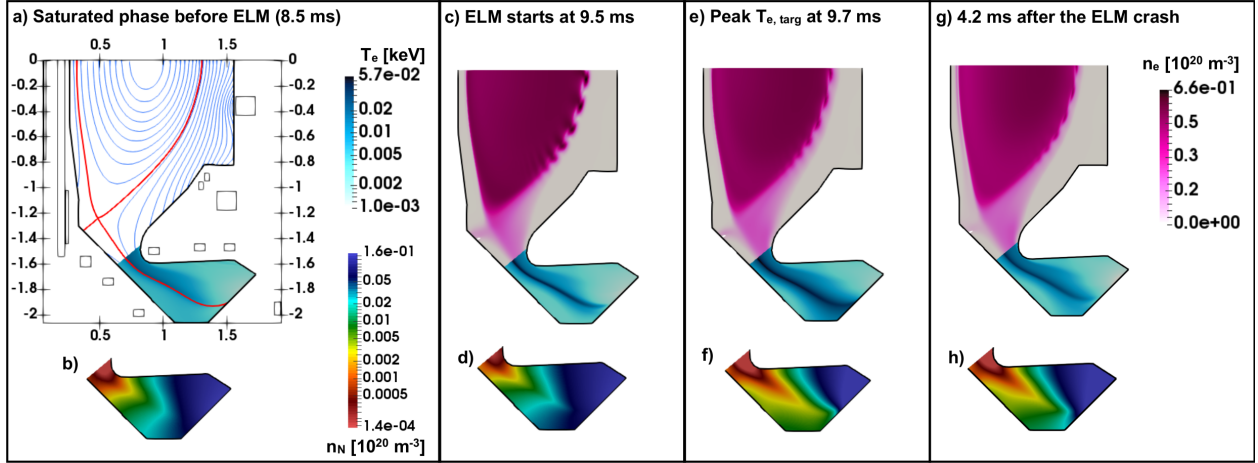 a) Saturated phase before ELM (8.5 ms)
0.5 1 1.5
0 0
-0.2 -0.2
-0.4 -0.4
-0.6 -0.6
-0.8 -0.8
-1 -1
-1.2 -1.2
-1.4 -1.4
-1.6 -1.6
-1.8 -1.8
-2 -2
0.5 1 1.5
Te [keV]
5.7e-02
0.02
0.01
0.005
0.002
1.0e-03
1.6e-01
0.05
0.02
0.01
0.005
0.002
0.001
0.0005
1.4e-04
nN [10²⁰ m⁻³]
b)
c) ELM starts at 9.5 ms
d)
e) Peak Te, targ at 9.7 ms
f)
g) 4.2 ms after the ELM crash
ne [10²⁰ m⁻³]
6.6e-01
0.5
0.3
0.2
0.0e+00
h)